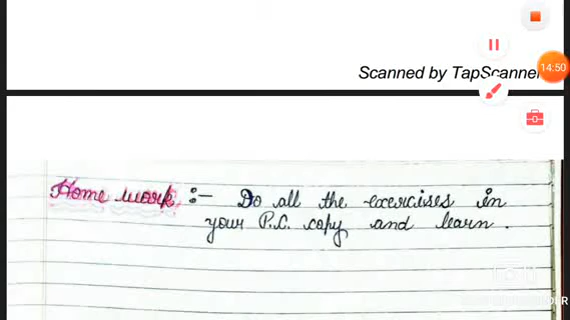 14:50
Scanned by TapScanner
Home work :- Do all the exercises in
your P.C. copy and learn.